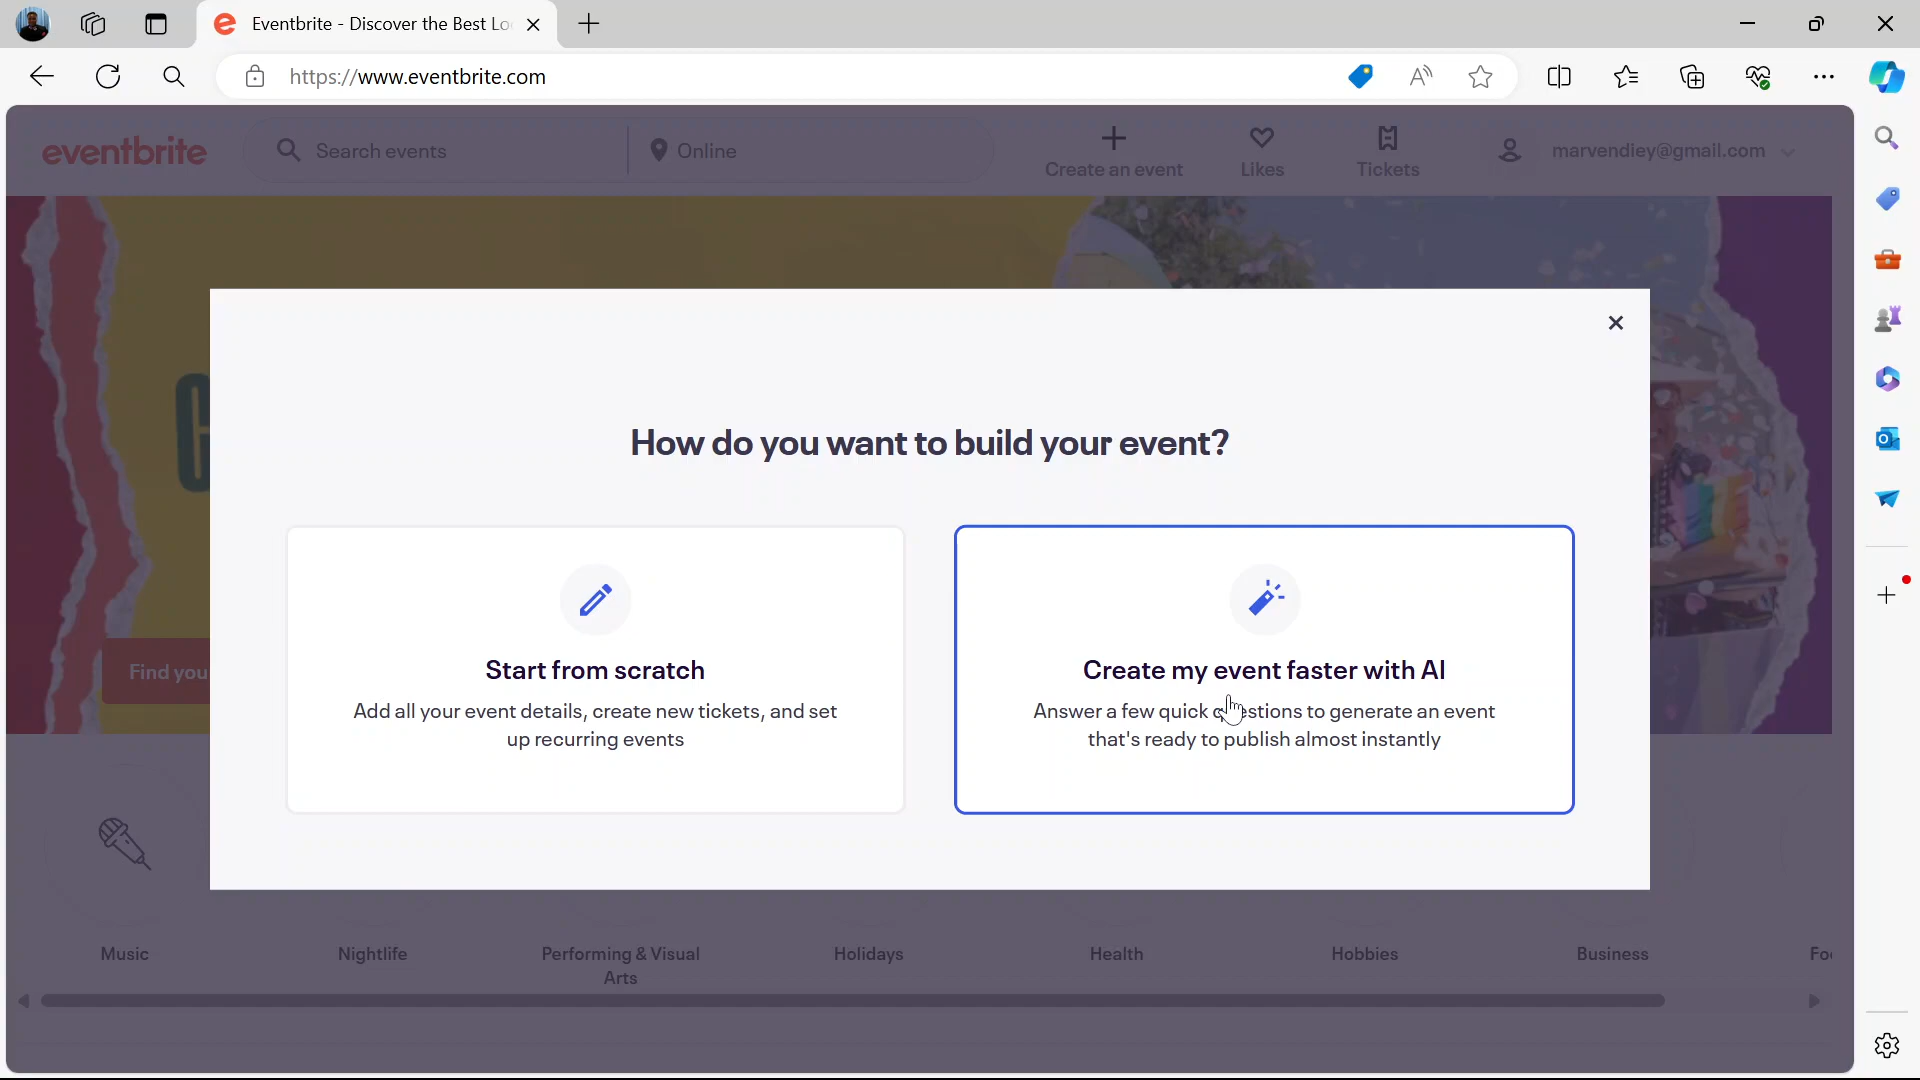 Eventbrite - Discover the Best Lo
https://www.eventbrite.com
eventbrite
Search events
Online
Create an event
Likes
Tickets
marvendiey@gmail.com
How do you want to build your event?
Start from scratch
Add all your event details, create new tickets, and set
up recurring events
Create my event faster with AI
Answer a few quick questions to generate an event
that's ready to publish almost instantly
Find you
Music
Nightlife
Performing & Visual
Arts
Holidays
Health
Hobbies
Business